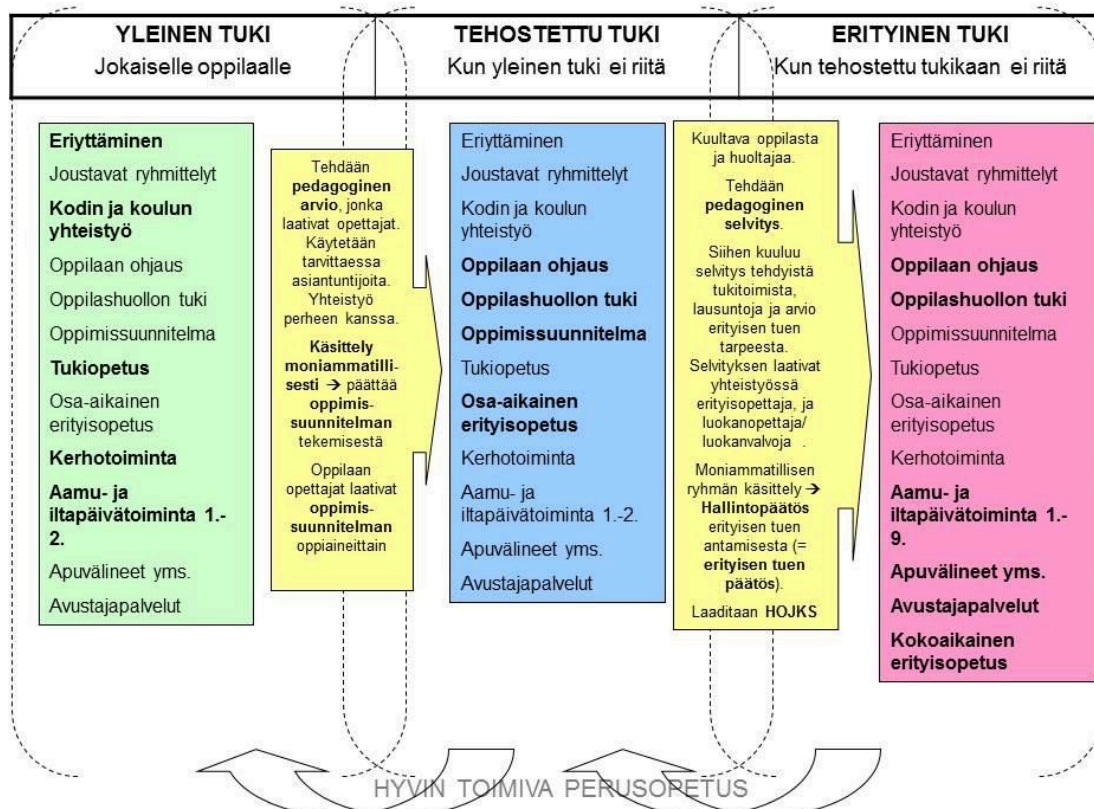 YLEINEN TUKI
Jokaiselle oppilaalle
TEHOSTETTU TUKI
Kun yleinen tuki ei riitä
ERITYINEN TUKI
Kun tehostettu tukikaan ei riitä
Eriyttäminen
Joustavat ryhmittelyt
Kodin ja koulun
yhteistyö
Oppilaan ohjaus
Oppilashuollon tuki
Oppimissuunnitelma
Tukiopetus
Osa-aikainen
erityisopetus
Kerhotoiminta
Aamu- ja
iltapäivätoiminta 1.-
2.
Apuvälineet yms.
Avustajapalvelut
Tehdään
pedagoginen
arvio, jonka
laativat opettajat.
Käytetään
tarvittaessa
asiantuntijoita.
Yhteistyö
perheen kanssa.
Käsittely
moniammatilli-
sesti → päättää
oppimis-
suunnitelman
tekemisestä
Oppilaan
opettajat laativat
oppimis-
suunnitelman
oppiaineittain
Eriyttäminen
Joustavat ryhmittelyt
Kodin ja koulun
yhteistyö
Oppilaan ohjaus
Oppilashuollon tuki
Oppimissuunnitelma
Tukiopetus
Osa-aikainen
erityisopetus
Kerhotoiminta
Aamu- ja
iltapäivätoiminta 1.-2.
Apuvälineet yms.
Avustajapalvelut
Kuultava oppilasta
ja huoltajaa.
Tehdään
pedagoginen
selvitys.
Siihen kuuluu
selvitys tehdyistä
tukitoimista,
lausuntoja ja arvio
erityisen tuen
tarpeesta.
Selvityksen laativat
yhteistyössä
erityisopettaja, ja
luokanopettaja/
luokanvalvoja .
Moniammatillisen
ryhmän käsittely →
Hallintopäätös
erityisen tuen
antamisesta (=
erityisen tuen
päätös).
Laaditaan HOJKS
Eriyttäminen
Joustavat ryhmittelyt
Kodin ja koulun
yhteistyö
Oppilaan ohjaus
Oppilashuollon tuki
Oppimissuunnitelma
Tukiopetus
Osa-aikainen
erityisopetus
Kerhotoiminta
Aamu- ja
iltapäivätoiminta 1.-
9.
Apuvälineet yms.
Avustajapalvelut
Kokoaikainen
erityisopetus
HYVIN TOIMIVA PERUSOPETUS